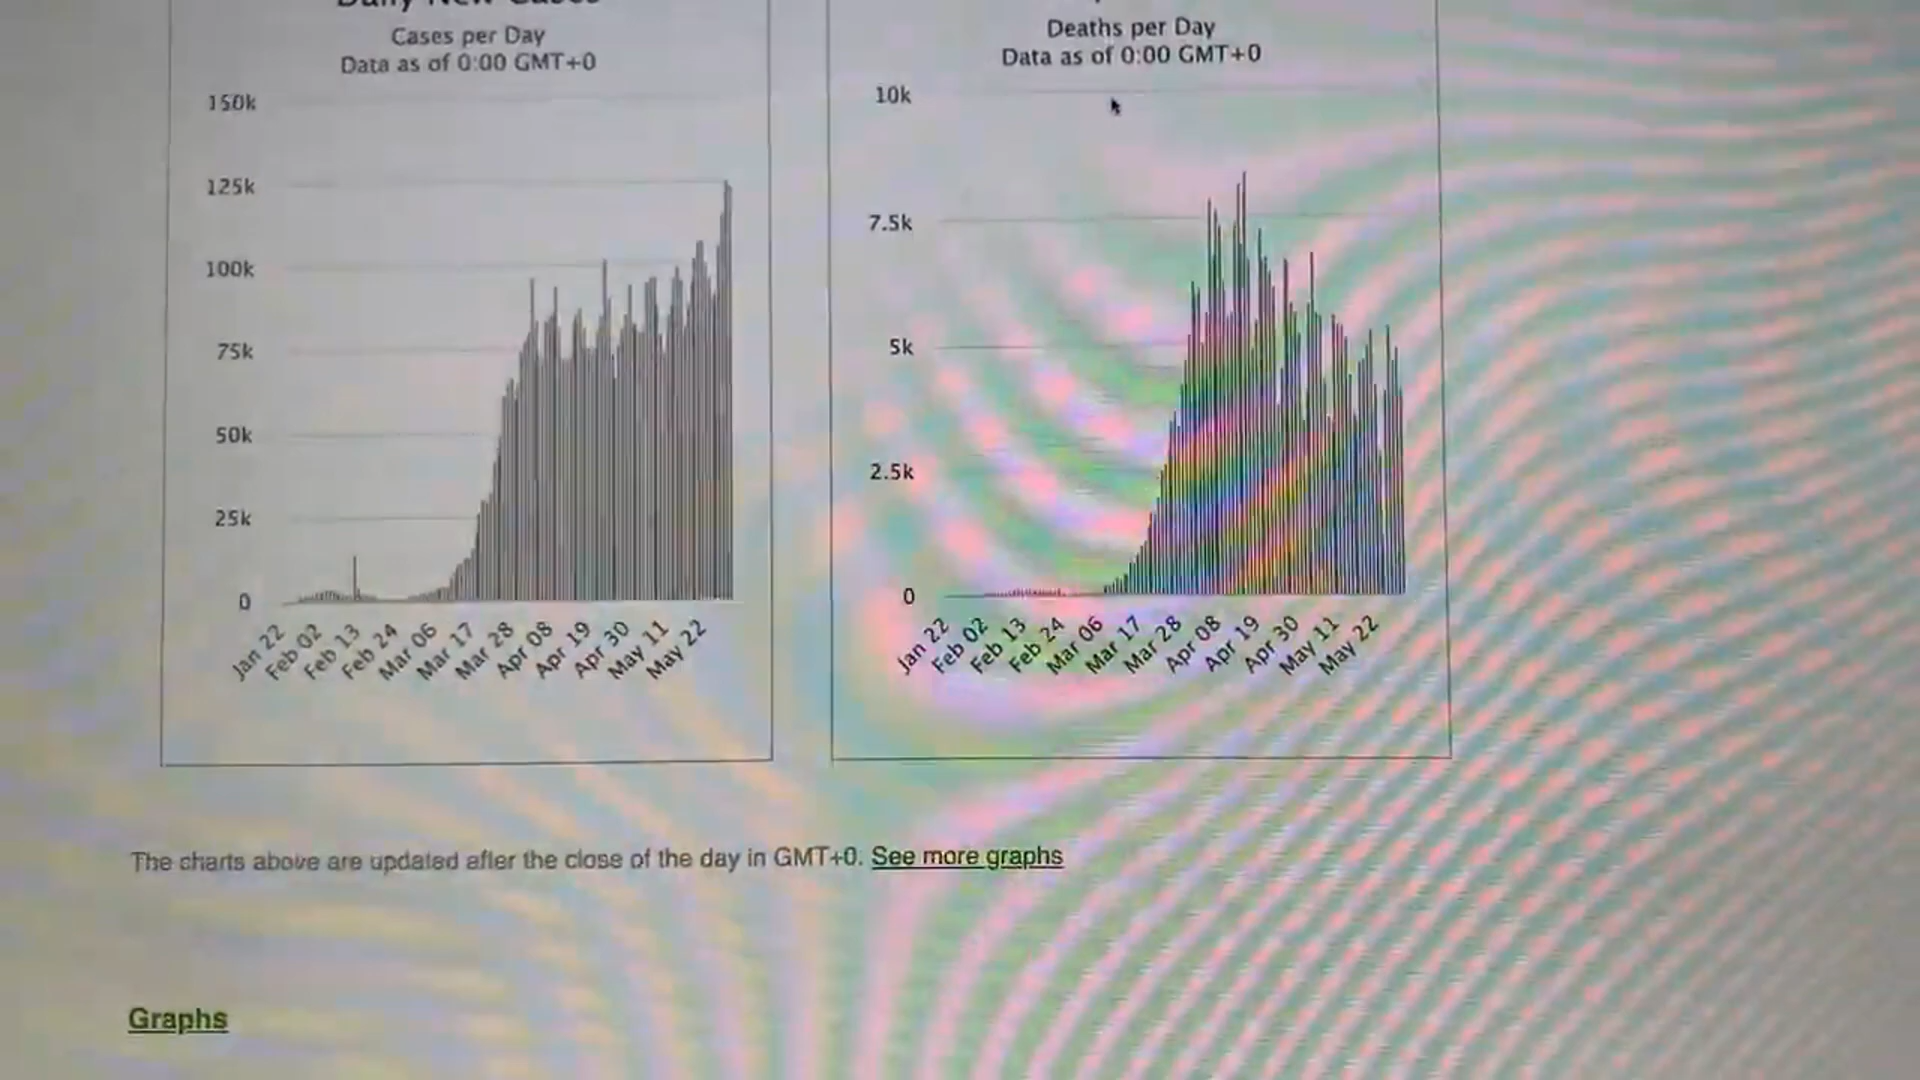 Daily New Cases
Cases per Day
Data as of 0:00 GMT+0
150k
125k
100k
75k
50k
25k
0
Jan 22
Feb 02
Feb 13
Feb 24
Mar 06
Mar 17
Mar 28
Apr 08
Apr 19
Apr 30
May 11
May 22
Deaths per Day
Data as of 0:00 GMT+0
10k
7.5k
5k
2.5k
0
Jan 22
Feb 02
Feb 13
Feb 24
Mar 06
Mar 17
Mar 28
Apr 08
Apr 19
Apr 30
May 11
May 22
The charts above are updated after the close of the day in GMT+0. See more graphs
Graphs